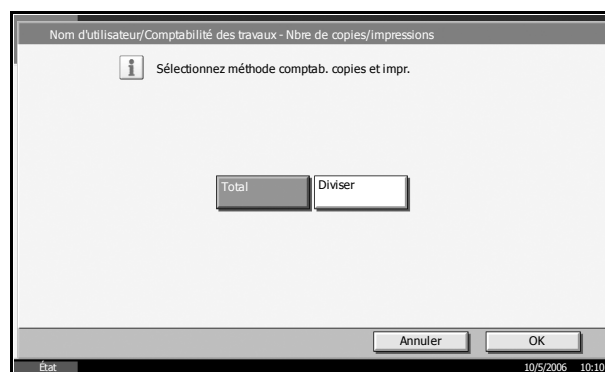 Nom d'utilisateur/Comptabilité des travaux - Nbre de copies/impressions
Sélectionnez méthode comptab. copies et impr.
Total Diviser
Annuler OK
État 10/5/2006 10:10